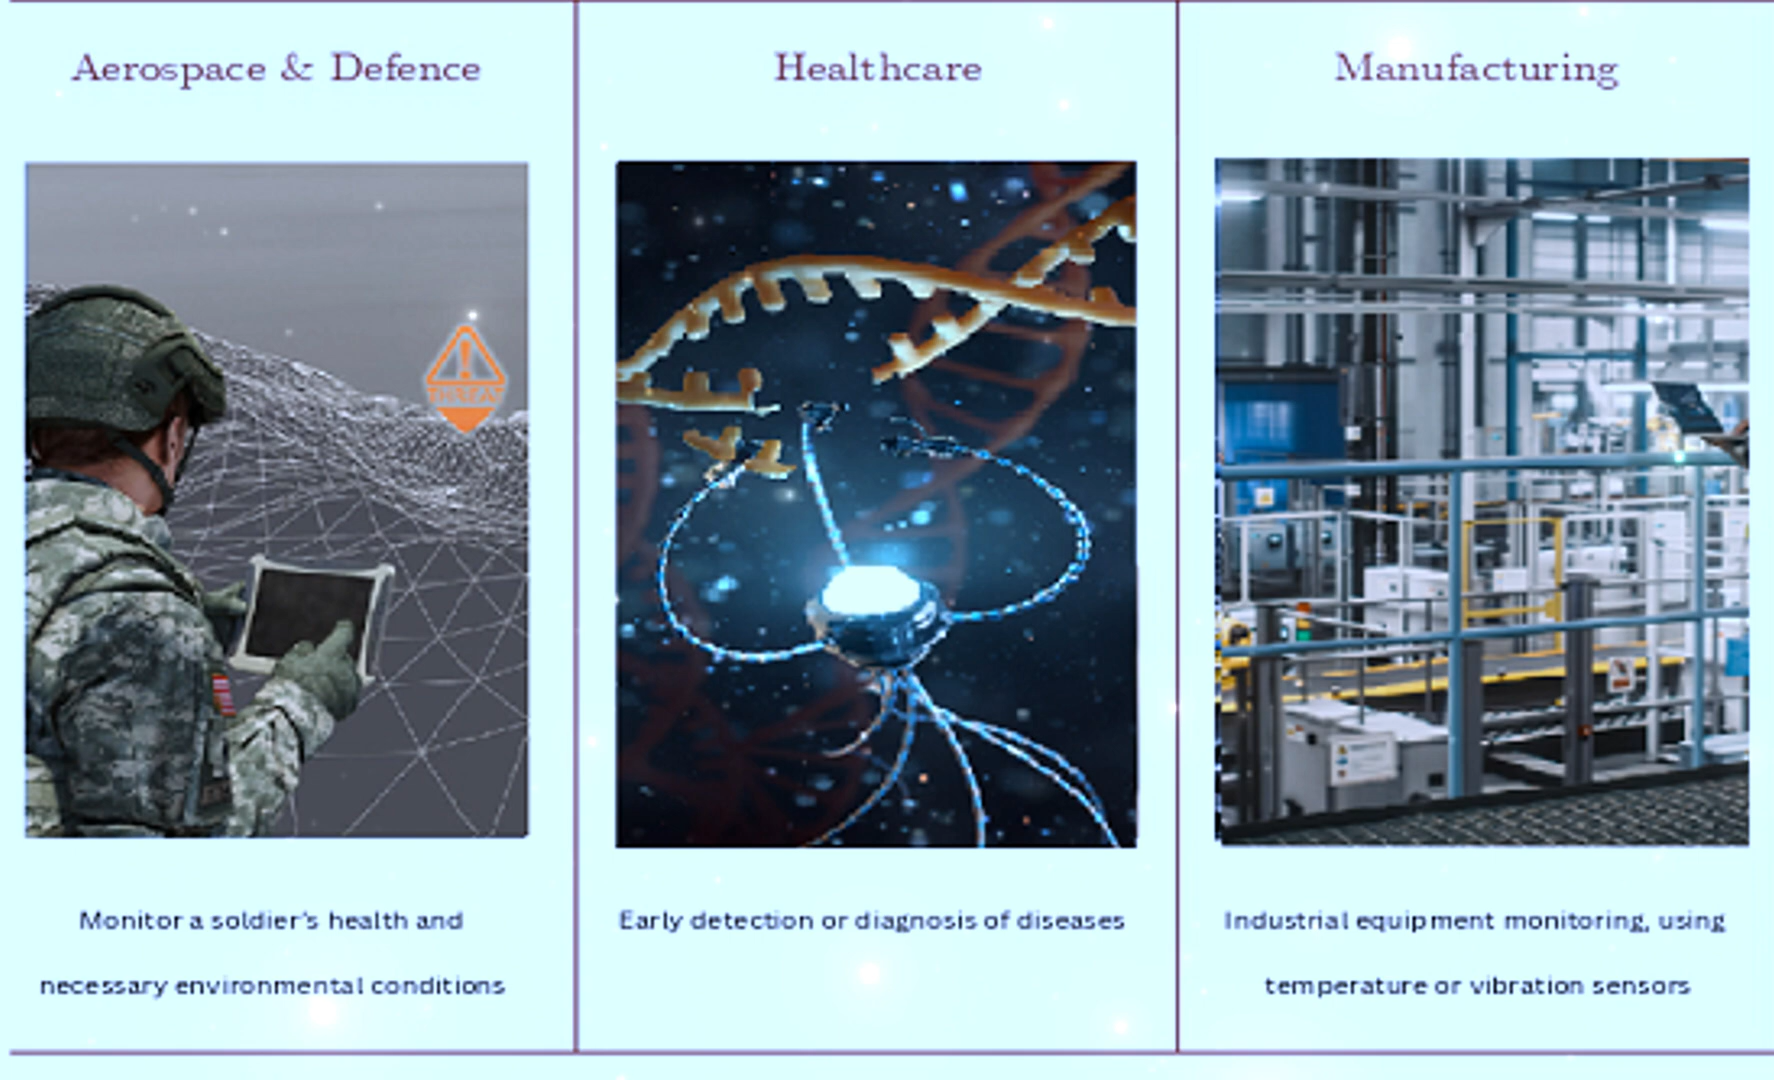 Aerospace & Defence
Healthcare
Manufacturing
THREAT
Monitor a soldier's health and
necessary environmental conditions
Early detection or diagnosis of diseases
Industrial equipment monitoring, using
temperature or vibration sensors